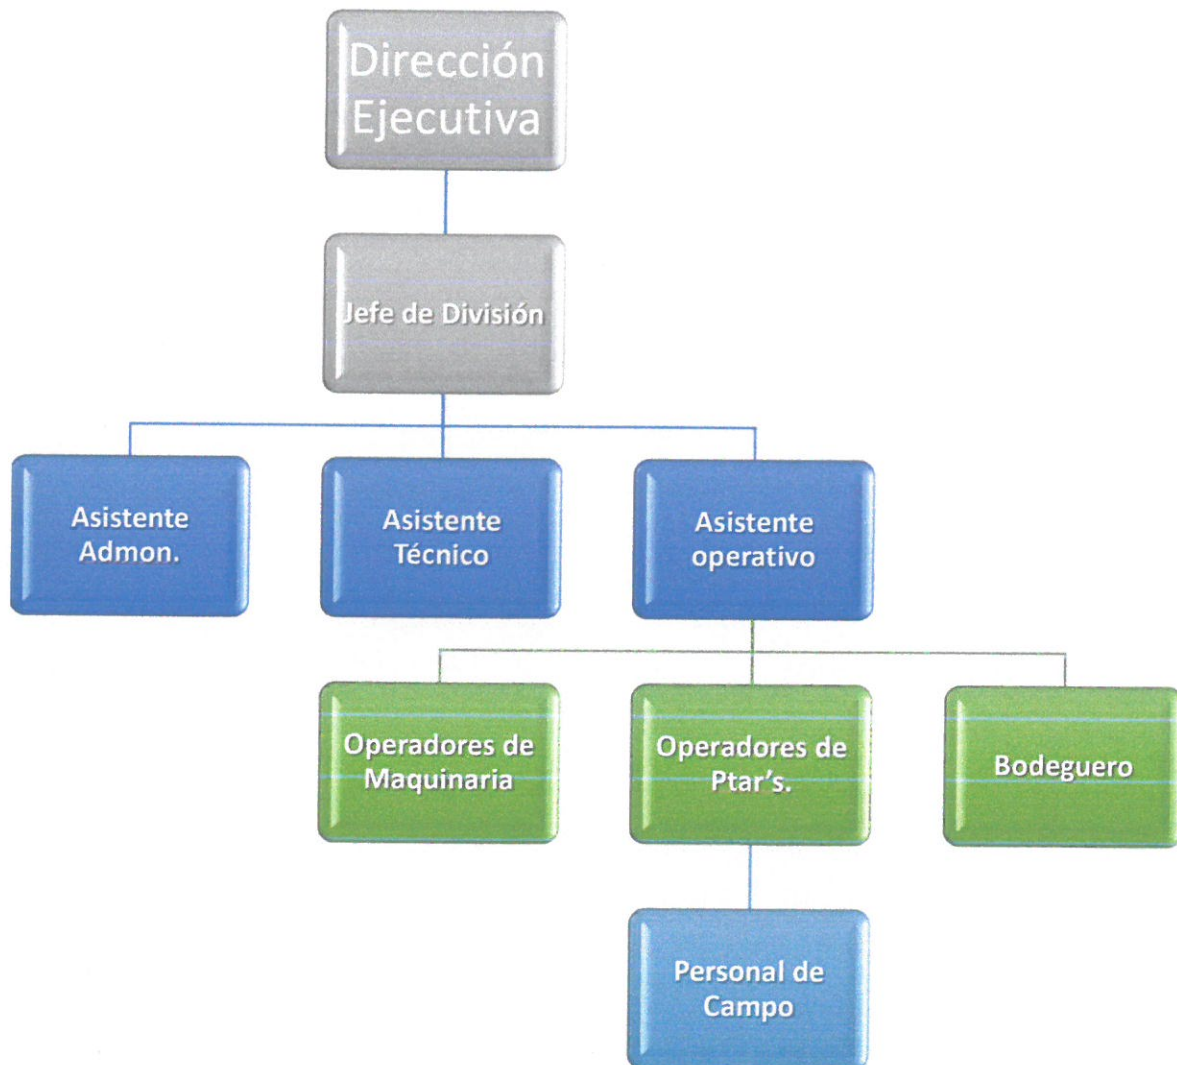 Dirección
Ejecutiva
Jefe de División
Asistente
Admon.
Asistente
Técnico
Asistente
operativo
Operadores de
Maquinaria
Operadores de
Ptar's.
Bodeguero
Personal de
Campo